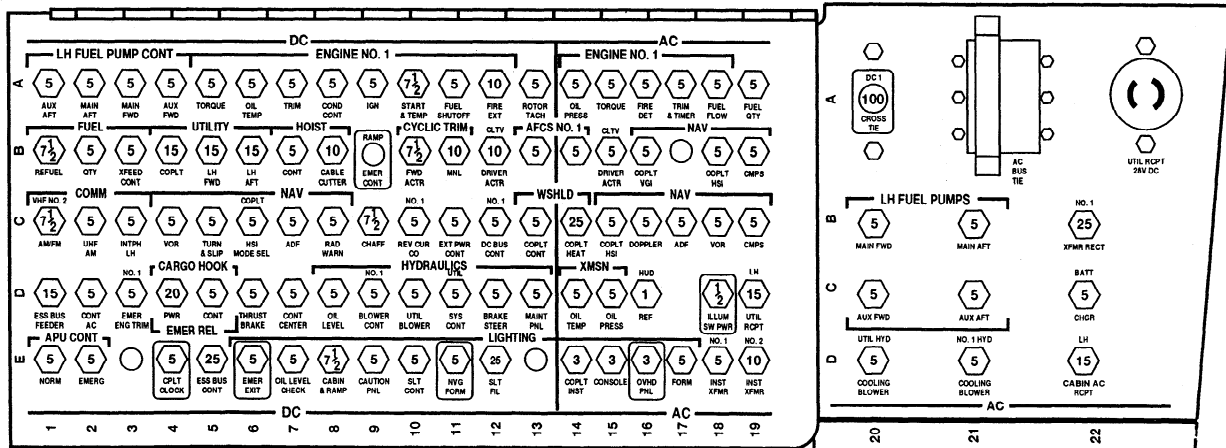 DC AC
LH FUEL PUMP CONT ENGINE NO. 1 ENGINE NO. 1
A 5 5 5 5 5 5 5 5 5 7½ 5 10 5 5 5 5 5 5 5
AUX AFT MAIN AFT MAIN FWD AUX FWD TORQUE OIL TEMP TRIM COND CONT IGN START & TEMP FUEL SHUTOFF FIRE EXT ROTOR TACH OIL PRESS TORQUE FIRE DET TRIM & TIMER FUEL FLOW FUEL QTY
FUEL UTILITY HOIST RAMP CYCLIC TRIM CLTV AFCS NO. 1 CLTV NAV
B 7½ 5 5 15 15 15 5 10 7½ 10 10 5 5 5 5 5 5
REFUEL QTY XFEED CONT COPLT LH FWD LH AFT CONT CABLE CUTTER EMER CONT FWD ACTR MNL DRIVER ACTR DRIVER ACTR COPLT VGI COPLT HSI CMPS
COMM NAV WSHLD NAV
VHF NO. 2 COPLT NO. 1 NO. 1
C 7½ 5 5 5 5 5 5 5 7½ 5 5 5 5 25 5 5 5 5 5
AM/FM UHF AM INTPH LH VOR TURN & SLIP HSI MODE SEL ADF RAD WARN CHAFF REV CUR CO EXT PWR CONT DC BUS CONT COPLT CONT COPLT HEAT COPLT HSI DOPPLER ADF VOR CMPS
CARGO HOOK HYDRAULICS XMSN
NO. 1 NO. 1 UTIL HUD LH
D 15 5 5 20 5 5 5 5 5 5 5 5 5 5 5 1 ½ 15
ESS BUS FEEDER CONT AC EMER ENG TRIM PWR CONT THRUST BRAKE CONT CENTER OIL LEVEL BLOWER CONT UTIL BLOWER SYS CONT BRAKE STEER MAINT PNL OIL TEMP OIL PRESS REF ILLUM SW PWR UTIL RCPT
APU CONT EMER REL LIGHTING
NO. 1 NO. 2
E 5 5 5 25 5 5 7½ 5 5 5 25 3 3 3 5 5 10
NORM EMERG CPLT CLOCK ESS BUS CONT EMER EXIT OIL LEVEL CHECK CABIN & RAMP CAUTION PNL SLT CONT NVG FORM SLT FIL COPLT INST CONSOLE OVHD PNL FORM INST XFMR INST XFMR
DC AC
1 2 3 4 5 6 7 8 9 10 11 12 13 14 15 16 17 18 19
A
DC 1
100
CROSS TIE
AC BUS TIE
UTIL RCPT 28V DC
LH FUEL PUMPS NO. 1
B 5 5 25
MAIN FWD MAIN AFT XFMR RECT
BATT
C 5 5 5
AUX FWD AUX AFT CHGR
UTIL HYD NO. 1 HYD LH
D 5 5 15
COOLING BLOWER COOLING BLOWER CABIN AC RCPT
AC
20 21 22